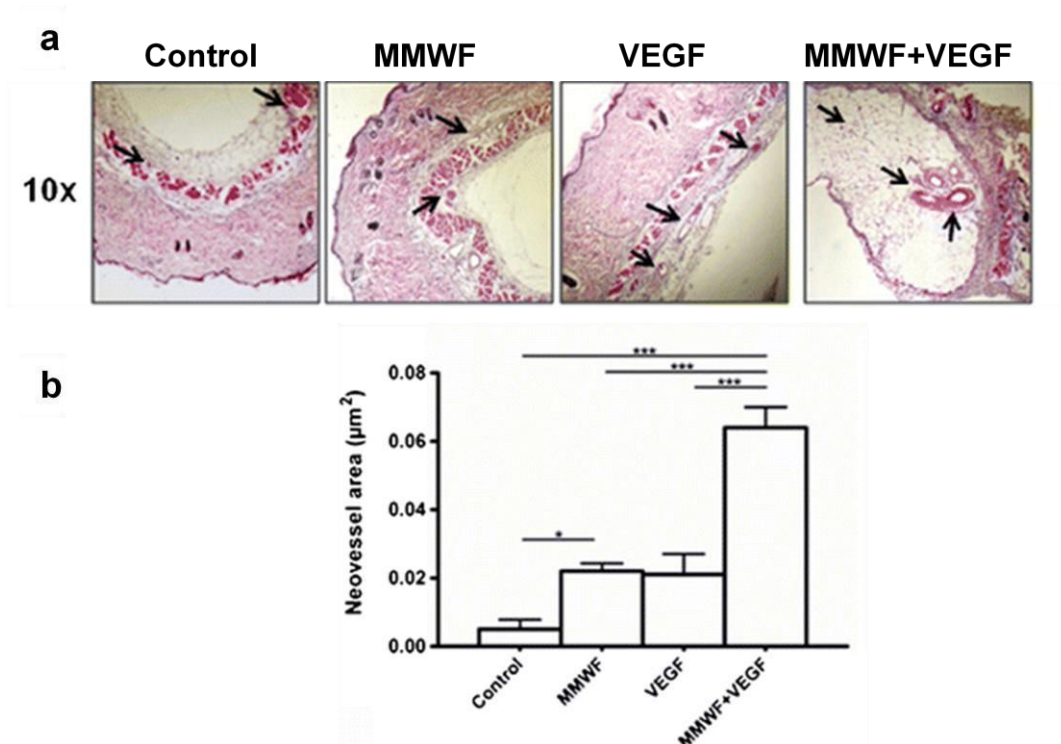 a
Control MMWF VEGF MMWF+VEGF
10x
b
***
***
***
0.08
0.06
0.04
*
0.02
0.00
Neovessel area (µm²)
Control
MMWF
VEGF
MMWF+VEGF